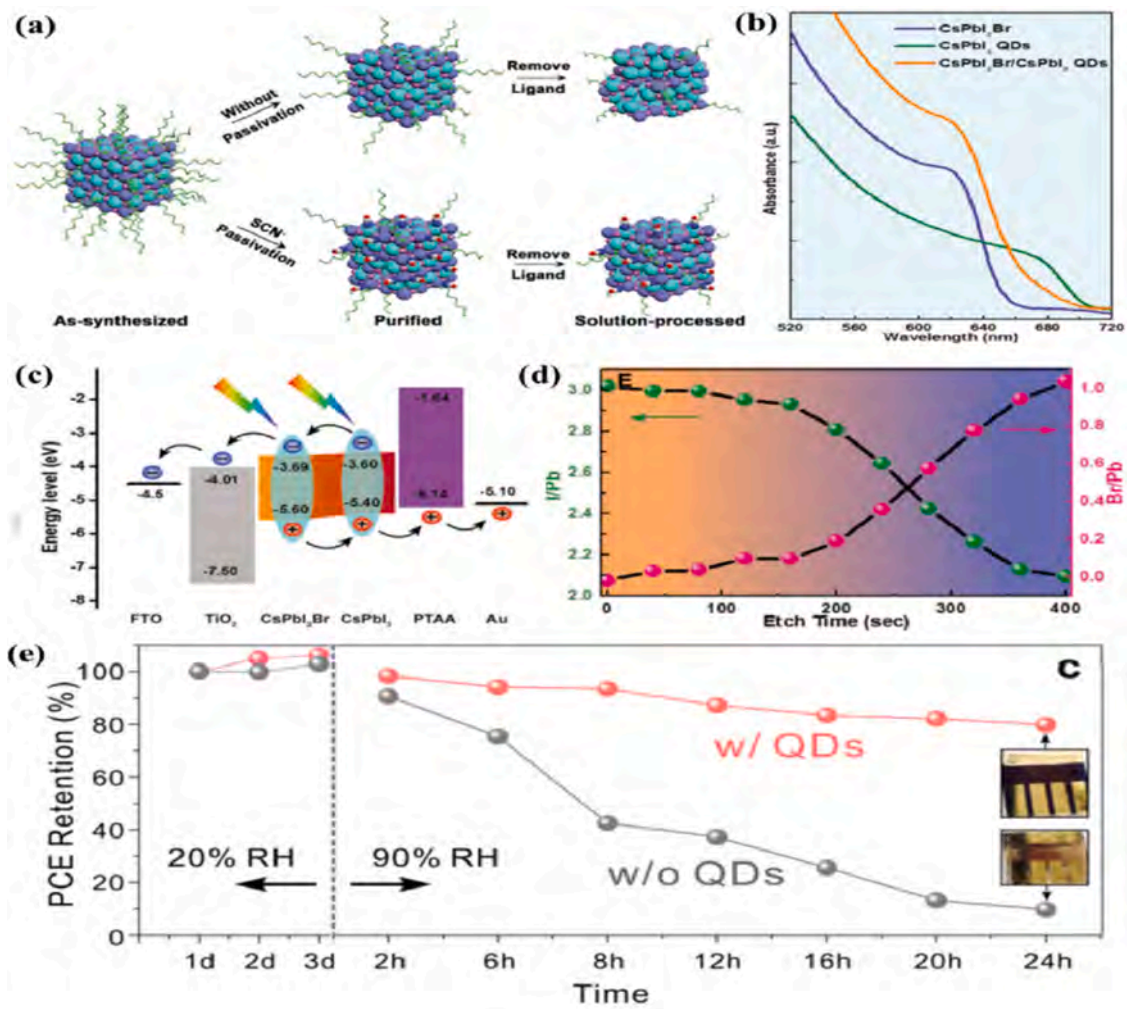 (a)
Without
Passivation
Remove
Ligand
SCN-
Passivation
Remove
Ligand
As-synthesized
Purified
Solution-processed
(b)
CsPbI2Br
CsPbI3 QDs
CsPbI2Br/CsPbI3 QDs
Absorbance (a.u.)
520 560 600 640 680 720
Wavelength (nm)
(c)
Energy level (eV)
-2
-3
-4
-5
-6
-7
-8
-4.5
-4.01
-7.50
-3.69
-5.60
-3.60
-5.40
-1.64
-5.14
-5.10
FTO TiO2 CsPbI2Br CsPbI3 PTAA Au
(d)
E
I/Pb
3.0
2.8
2.6
2.4
2.2
2.0
Br/Pb
1.0
0.8
0.6
0.4
0.2
0.0
0 100 200 300 400
Etch Time (sec)
(e)
C
PCE Retention (%)
100
80
60
40
20
0
w/ QDs
w/o QDs
20% RH
90% RH
1d 2d 3d 2h 6h 8h 12h 16h 20h 24h
Time